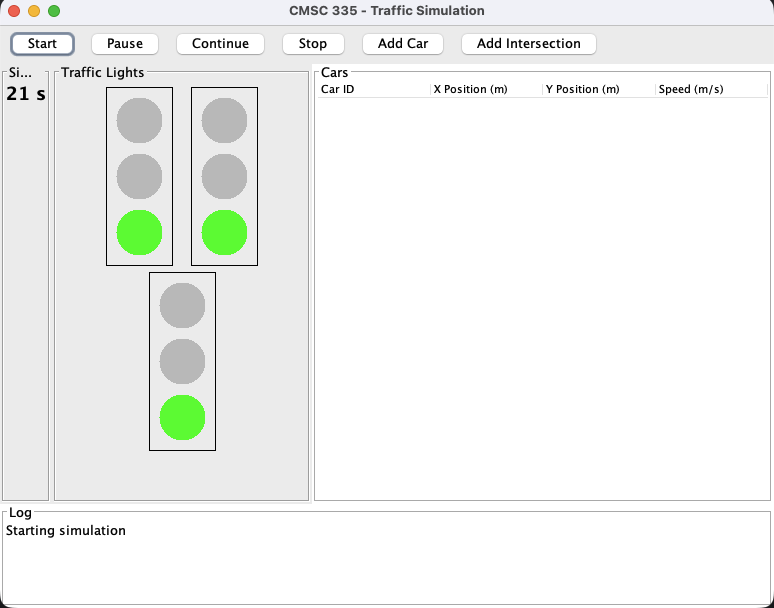 CMSC 335 - Traffic Simulation
Start Pause Continue Stop Add Car Add Intersection
Si...
21 s
Traffic Lights
Cars
Car ID X Position (m) Y Position (m) Speed (m/s)
Log
Starting simulation